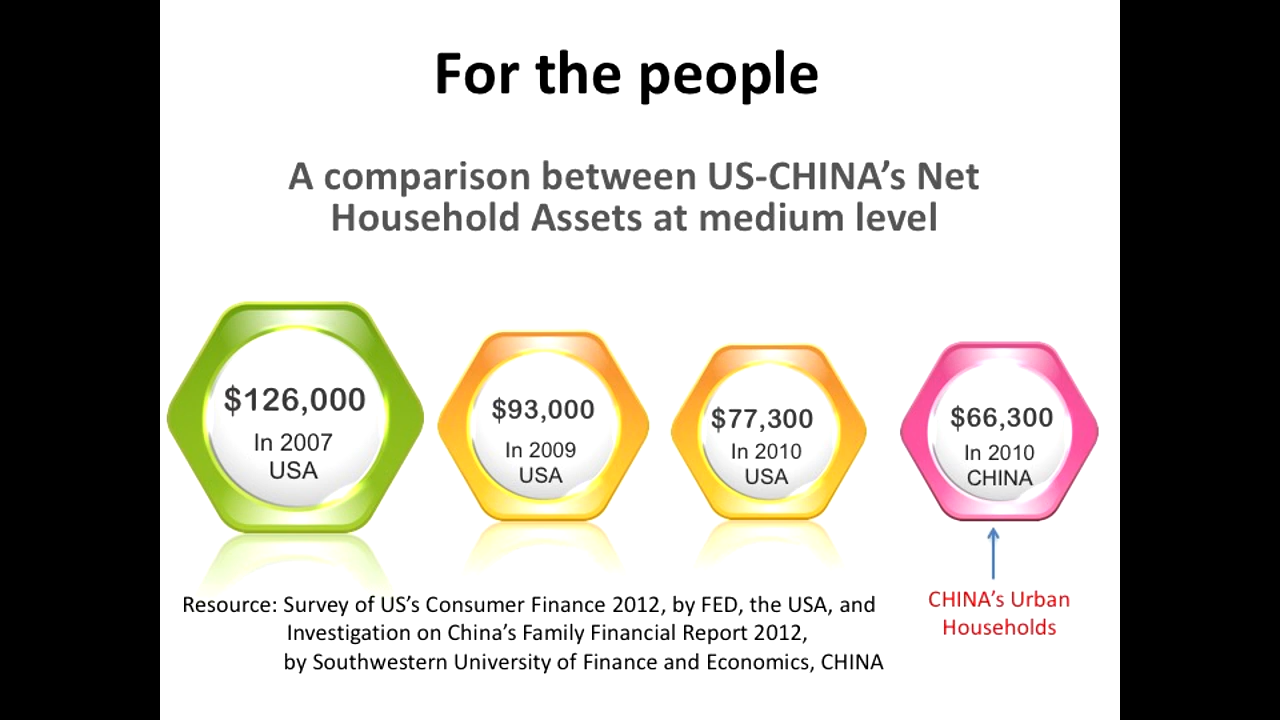 For the people
A comparison between US-CHINA’s Net
Household Assets at medium level
$126,000
In 2007
USA
$93,000
In 2009
USA
$77,300
In 2010
USA
$66,300
In 2010
CHINA
CHINA’s Urban
Households
Resource: Survey of US’s Consumer Finance 2012, by FED, the USA, and
Investigation on China’s Family Financial Report 2012,
by Southwestern University of Finance and Economics, CHINA